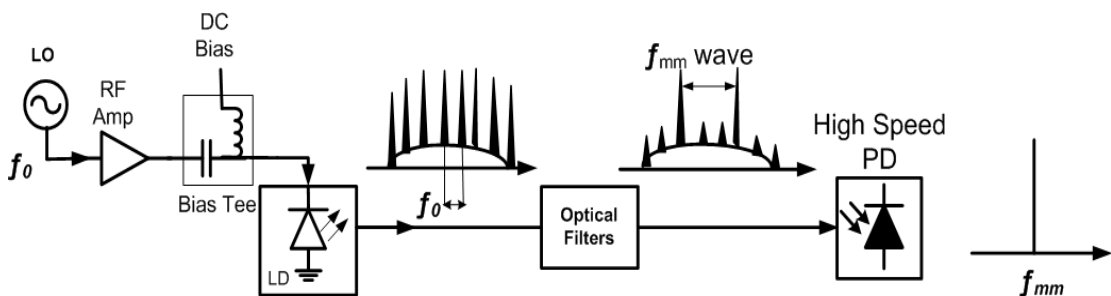 LO
f0
RF
Amp
DC
Bias
Bias Tee
LD
f0
Optical
Filters
fmm wave
High Speed
PD
fmm